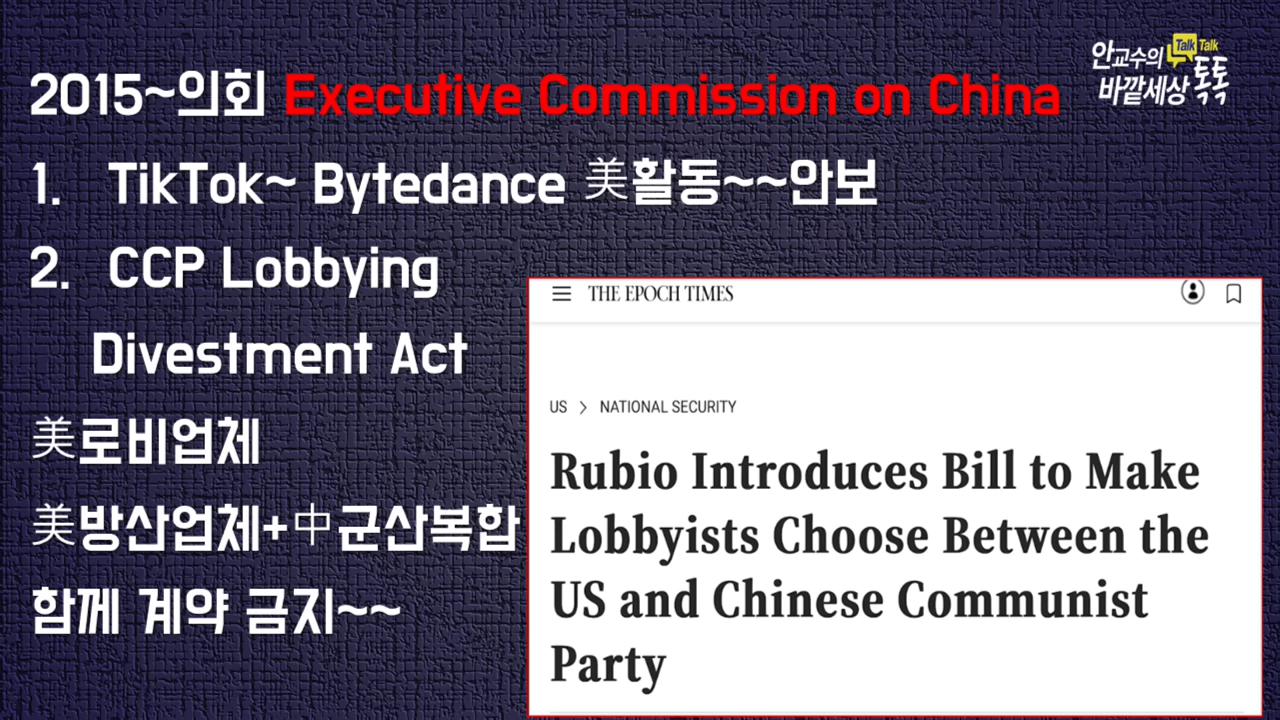 안교수의 Talk Talk
바깥세상 톡톡
2015~의회 Executive Commission on China
1. TikTok~ Bytedance 美활동~~안보
2. CCP Lobbying
Divestment Act
美로비업체
美방산업체+中군산복합
함께 계약 금지~~
THE EPOCH TIMES
US > NATIONAL SECURITY
Rubio Introduces Bill to Make
Lobbyists Choose Between the
US and Chinese Communist
Party